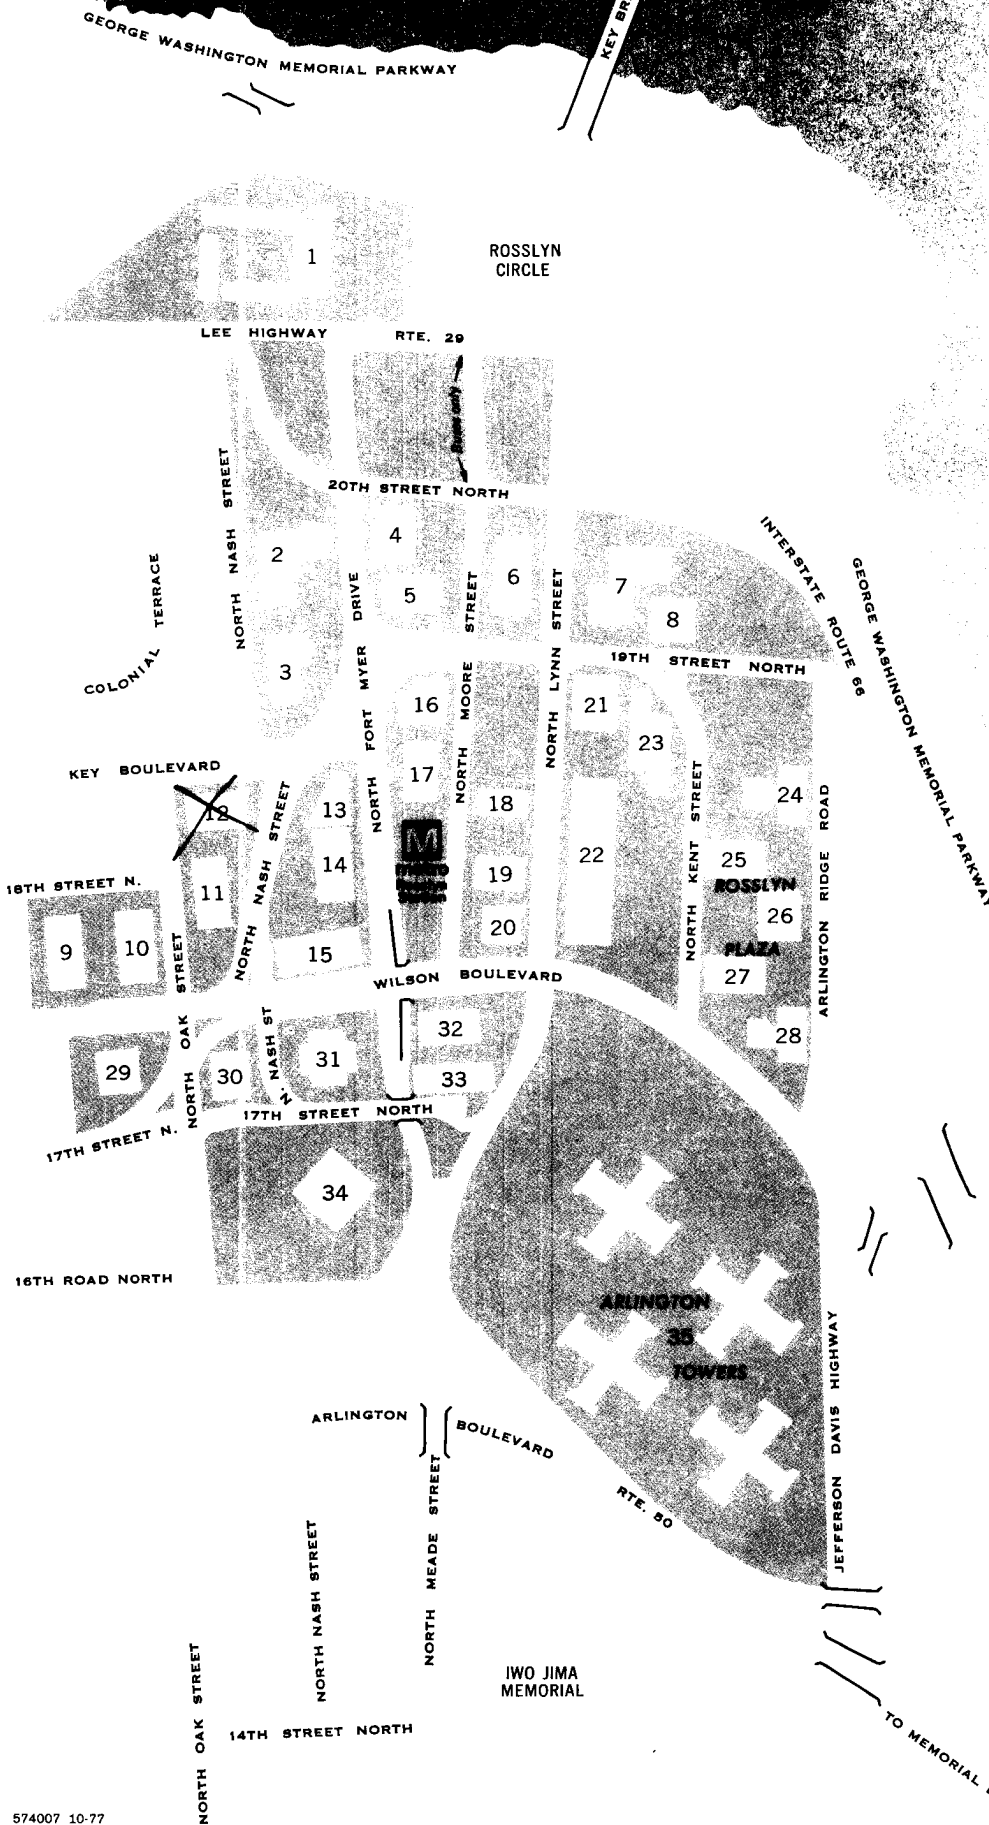 GEORGE WASHINGTON MEMORIAL PARKWAY
KEY
ROSSLYN
CIRCLE
1
LEE HIGHWAY
RTE. 29
Buses only
20TH STREET NORTH
NORTH NASH STREET
COLONIAL TERRACE
2
3
4
5
6
7
8
NORTH FORT MYER DRIVE
NORTH MOORE STREET
NORTH LYNN STREET
19TH STREET NORTH
INTERSTATE ROUTE 66
GEORGE WASHINGTON MEMORIAL PARKWAY
KEY BOULEVARD
12
13
14
15
16
17
18
19
20
21
22
23
24
25
ROSSLYN
26
PLAZA
27
28
M
Rosslyn
Station
NORTH NASH STREET
18TH STREET N.
9
10
11
NORTH OAK STREET
NORTH KENT STREET
ARLINGTON RIDGE ROAD
WILSON BOULEVARD
29
30
N. NASH ST
31
32
33
17TH STREET N.
17TH STREET NORTH
34
16TH ROAD NORTH
ARLINGTON
35
TOWERS
JEFFERSON DAVIS HIGHWAY
ARLINGTON BOULEVARD
RTE. 50
NORTH MEADE STREET
NORTH NASH STREET
NORTH OAK STREET
IWO JIMA
MEMORIAL
14TH STREET NORTH
TO MEMORIAL
574007 10-77